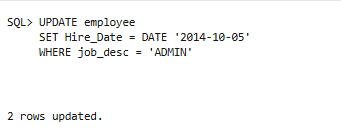 SQL> UPDATE employee
SET Hire_Date = DATE '2014-10-05'
WHERE job_desc = 'ADMIN'
2 rows updated.